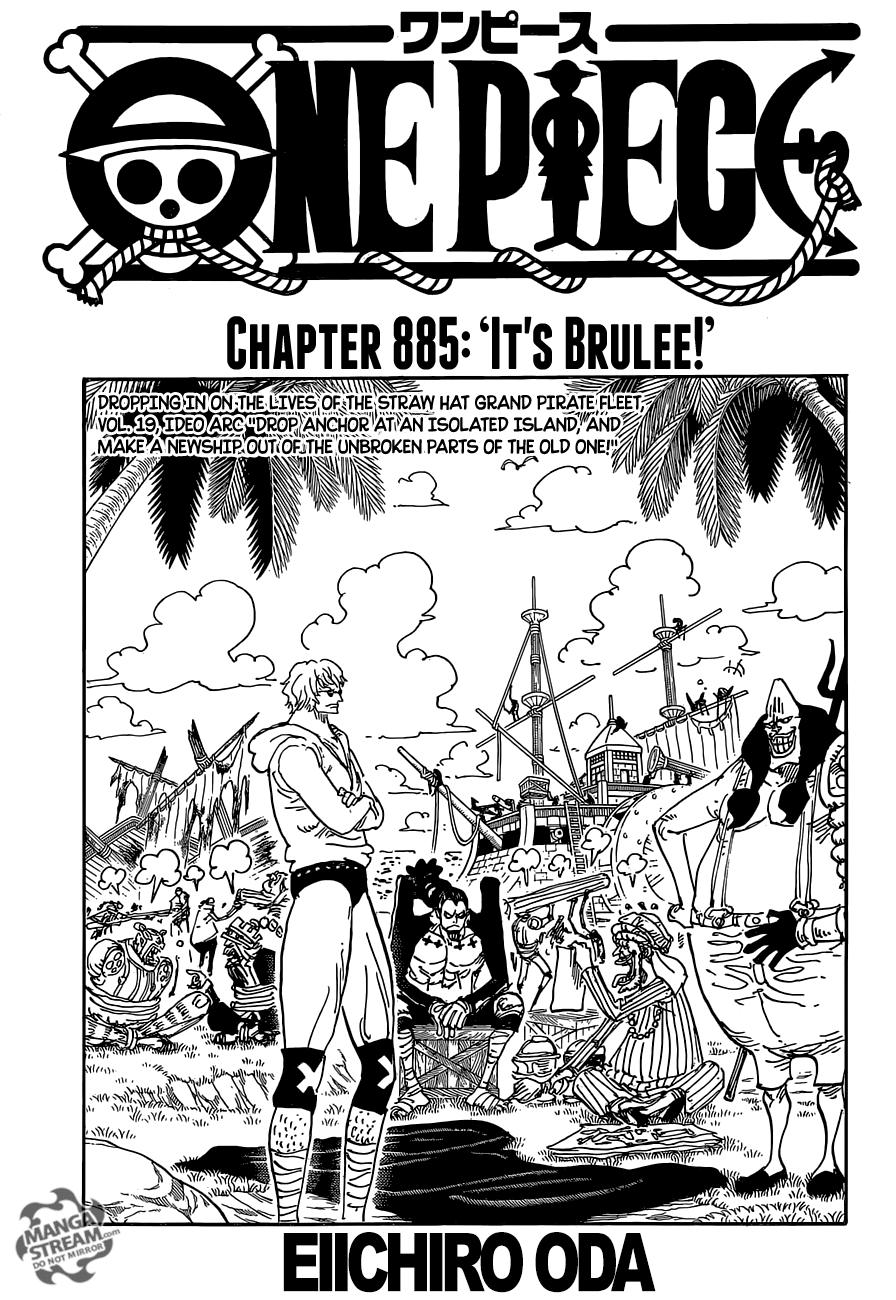 ワンピース
ONE PIECE
CHAPTER 885: ‘IT'S BRULEE!’
DROPPING IN ON THE LIVES OF THE STRAW HAT GRAND PIRATE FLEET,
VOL. 19, IDEO ARC "DROP ANCHOR AT AN ISOLATED ISLAND, AND
MAKE A NEWSHIP OUT OF THE UNBROKEN PARTS OF THE OLD ONE!"
MANGA
STREAM.com
DO NOT MIRROR
EIICHIRO ODA